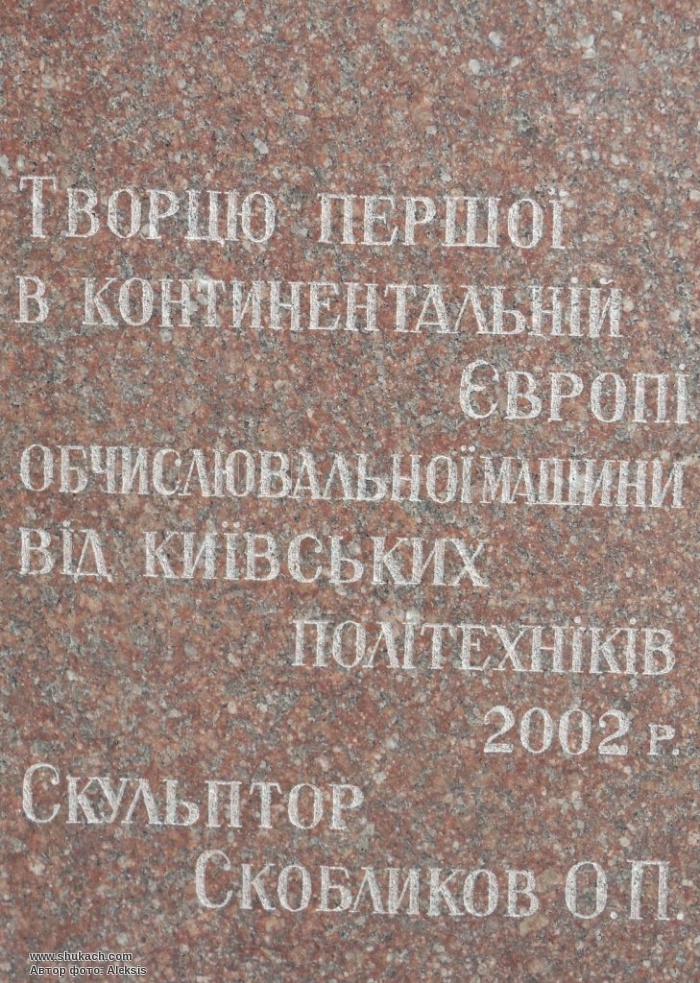 Творцю першої
в континентальній
Європі
обчислювальної машини
від київських
політехніків
2002 р.
Скульптор
Скобликов О.П.
www.shukach.com
Автор фото: Aleksis